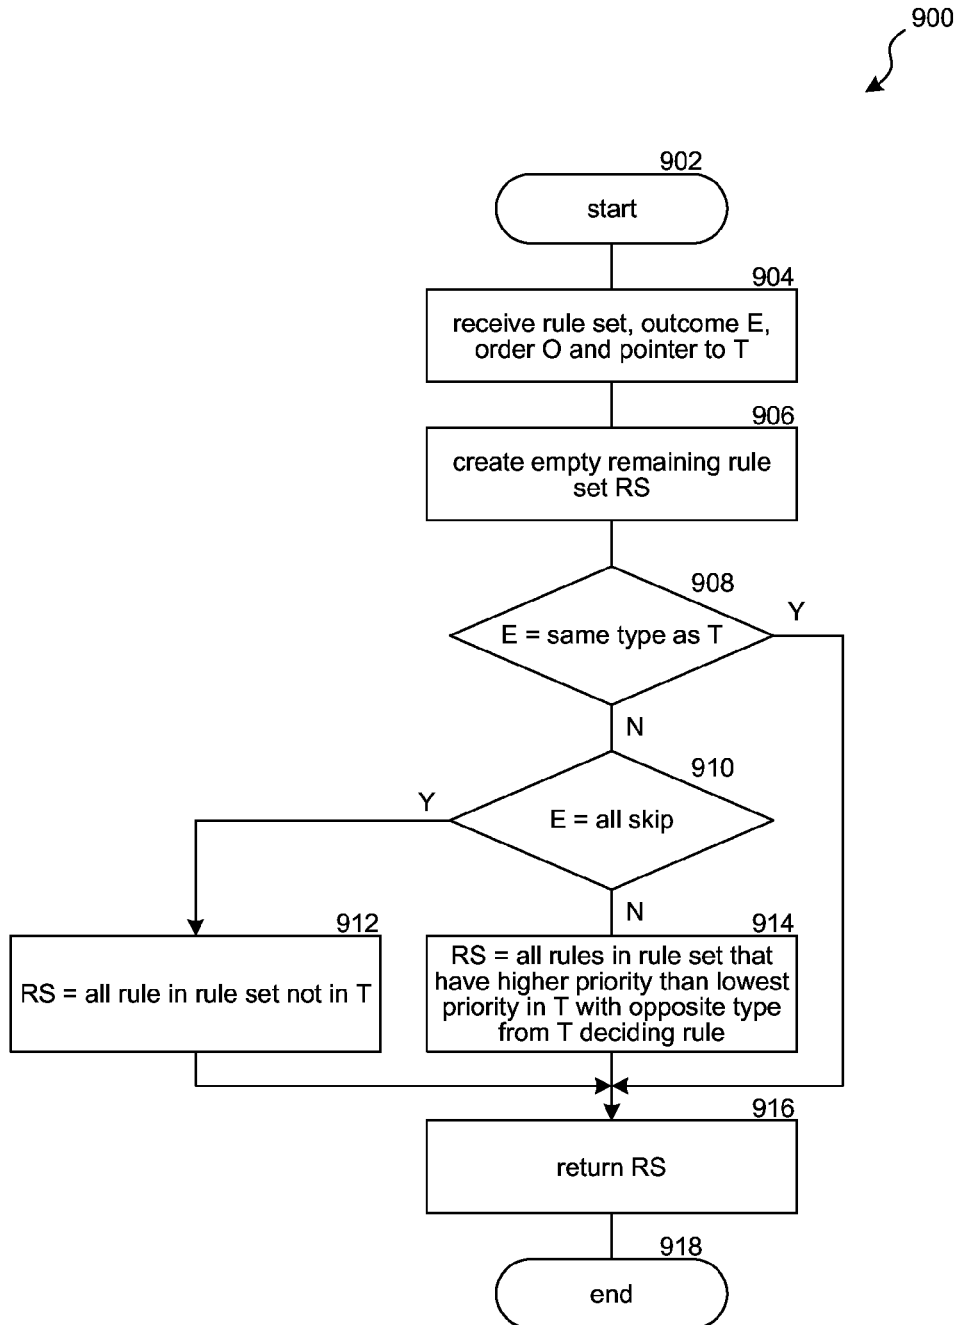 900
902
start
904
receive rule set, outcome E,
order O and pointer to T
906
create empty remaining rule
set RS
908
E = same type as T
Y
N
910
E = all skip
Y
N
912
RS = all rule in rule set not in T
914
RS = all rules in rule set that
have higher priority than lowest
priority in T with opposite type
from T deciding rule
916
return RS
918
end